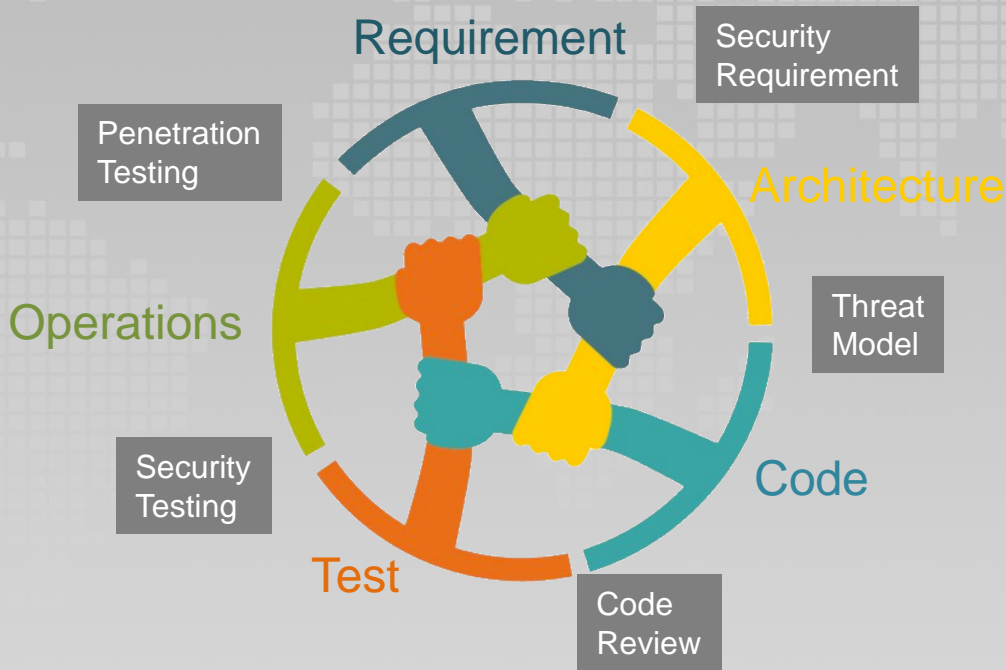 Requirement
Security
Requirement
Penetration
Testing
Architecture
Threat
Model
Operations
Security
Testing
Code
Test
Code
Review